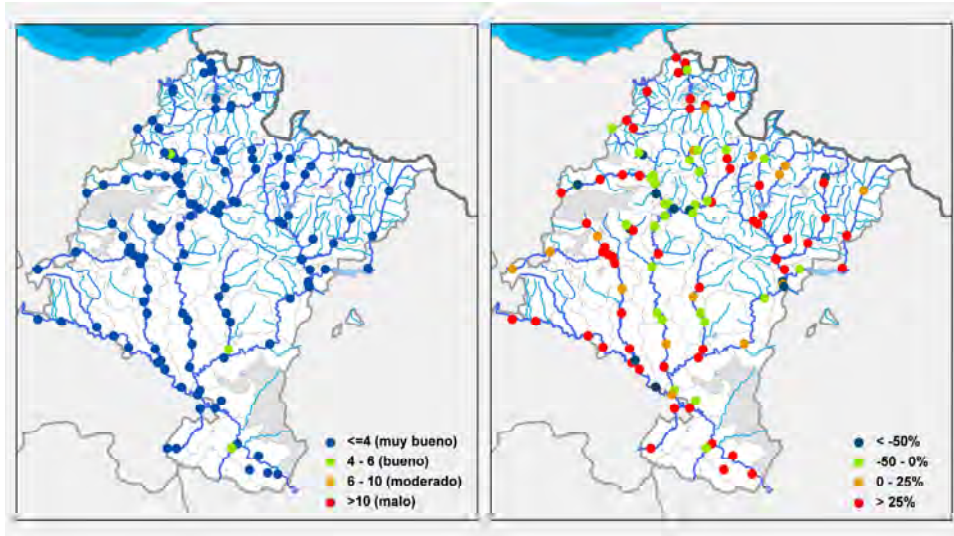 <=4 (muy bueno)
4 - 6 (bueno)
6 - 10 (moderado)
>10 (malo)
< -50%
-50 - 0%
0 - 25%
> 25%